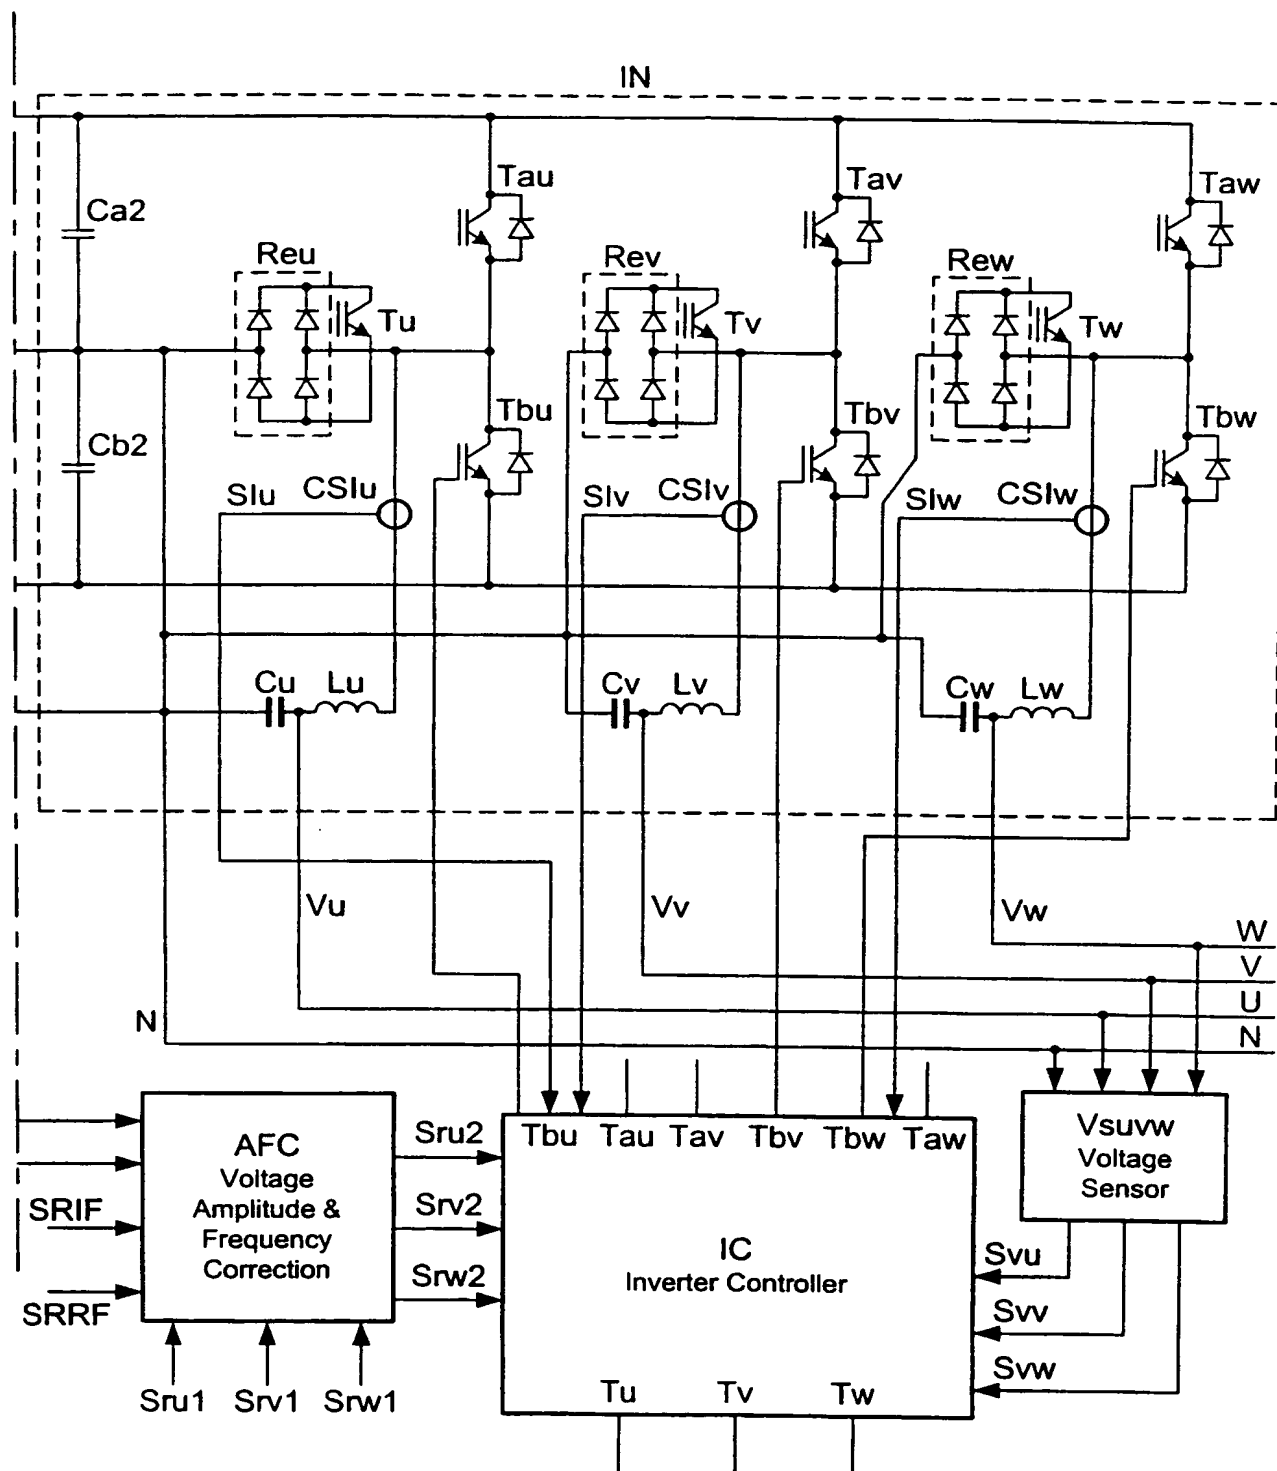 IN
Tau
Tav
Taw
Ca2
Reu
Rev
Rew
Tu
Tv
Tw
Tbu
Tbv
Tbw
Cb2
SIu
CSIu
SIv
CSIv
SIw
CSIw
Cu
Lu
Cv
Lv
Cw
Lw
Vu
Vv
Vw
W
V
U
N
N
AFC
Voltage
Amplitude &
Frequency
Correction
SRIF
SRRF
Sru1
Srv1
Srw1
Sru2
Srv2
Srw2
Tbu
Tau
Tav
Tbv
Tbw
Taw
IC
Inverter Controller
Tu
Tv
Tw
Vsuvw
Voltage
Sensor
Svu
Svv
Svw